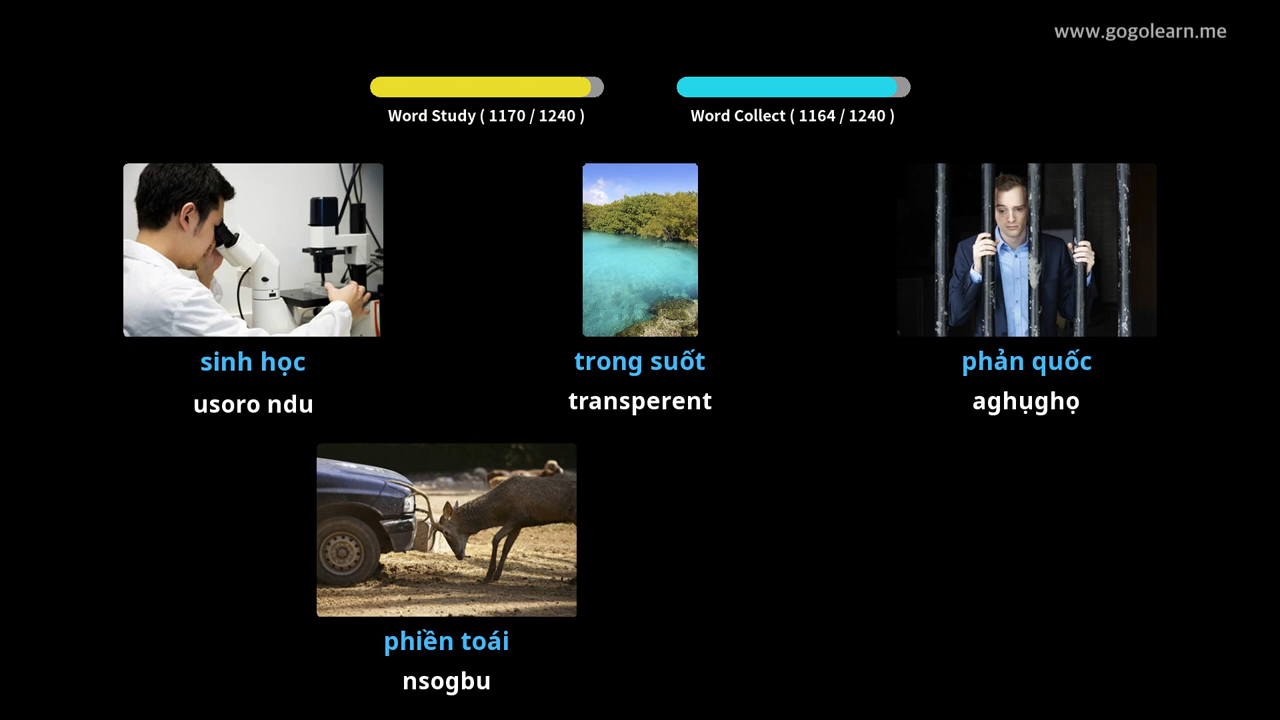 www.gogolearn.me
Word Study ( 1170 / 1240 )
Word Collect ( 1164 / 1240 )
sinh học
usoro ndu
trong suốt
transperent
phản quốc
aghụghọ
phiền toái
nsogbu